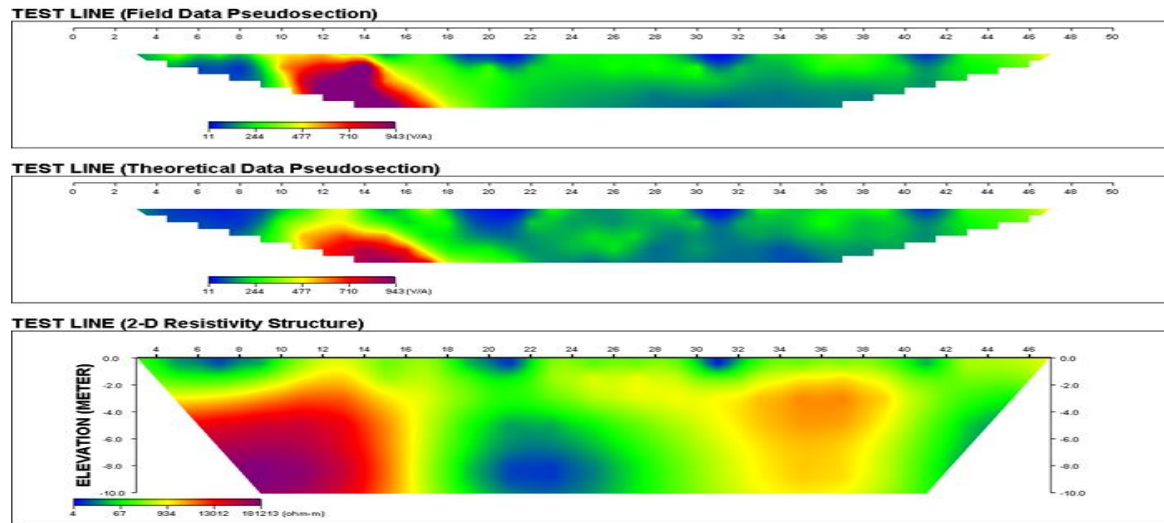 TEST LINE (Field Data Pseudosection)
0 2 4 6 8 10 12 14 16 18 20 22 24 26 28 30 32 34 36 38 40 42 44 46 48 50
11 244 477 710 943 (V/A)
TEST LINE (Theoretical Data Pseudosection)
0 2 4 6 8 10 12 14 16 18 20 22 24 26 28 30 32 34 36 38 40 42 44 46 48 50
11 244 477 710 943 (V/A)
TEST LINE (2-D Resistivity Structure)
4 6 8 10 12 14 16 18 20 22 24 26 28 30 32 34 36 38 40 42 44 46
0.0 0.0
-2.0 -2.0
-4.0 -4.0
ELEVATION (METER)
-6.0 -6.0
-8.0 -8.0
-10.0 -10.0
4 67 934 13012 181213 (ohm-m)